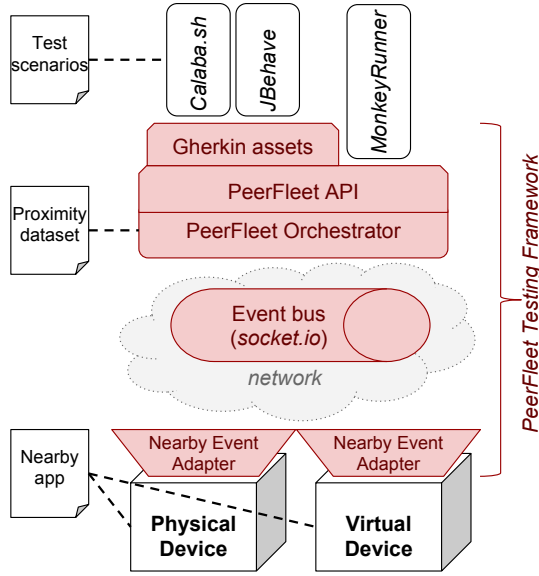 Test
scenarios
Calaba.sh
JBehave
MonkeyRunner
Gherkin assets
PeerFleet API
Proximity
dataset
PeerFleet Orchestrator
Event bus
(socket.io)
network
PeerFleet Testing Framework
Nearby
app
Nearby Event
Adapter
Nearby Event
Adapter
Physical
Device
Virtual
Device